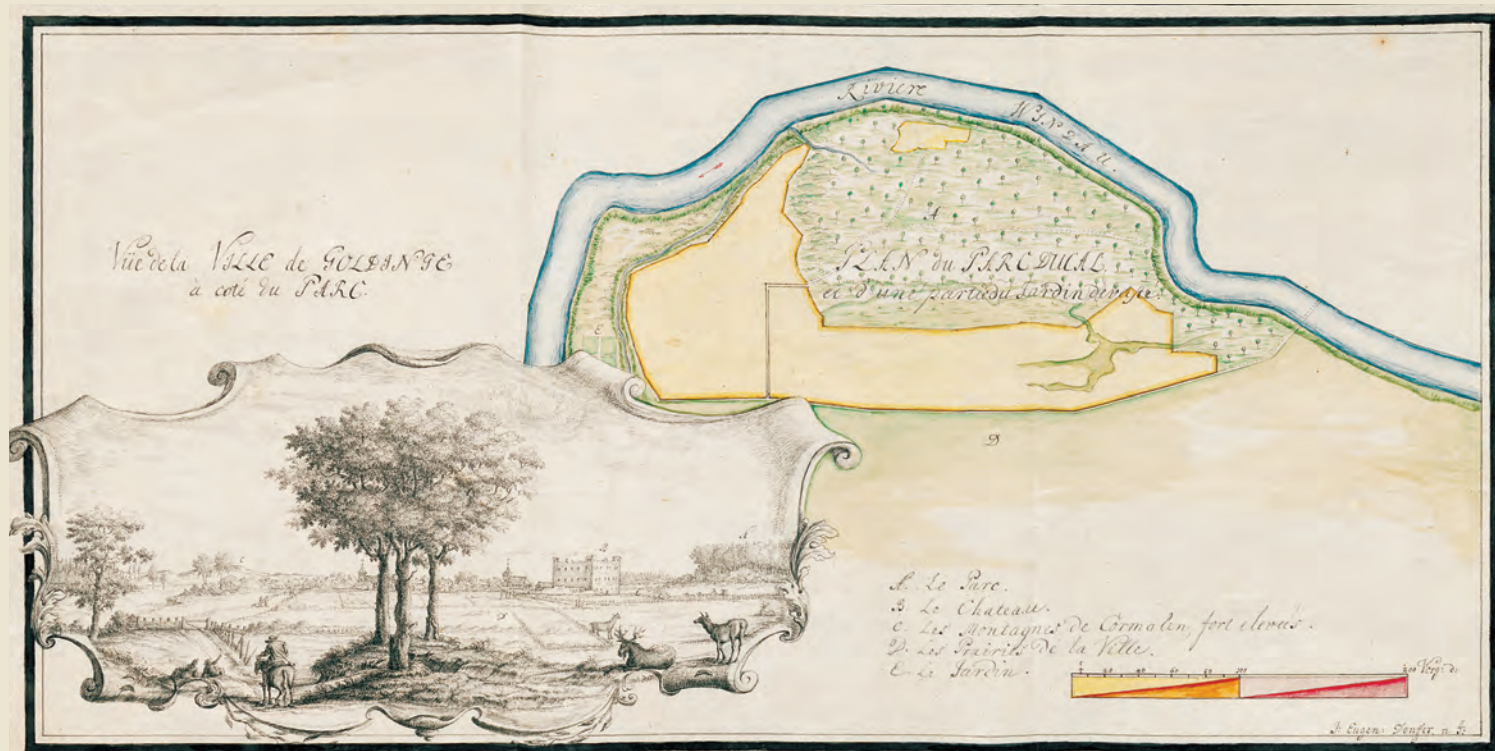 Vüe de la VILLE de GOLDINGE
à coté du PARC.
Riviere WINDAU.
A
PLAN du PARC DUCAL
et d'une partie du Jardin
E
D
A. Le Parc.
B. Le Chateau.
C. Les Montagnes de Cormalen, fort elevés.
D. Les Prairies de la Ville.
E. Le Jardin.